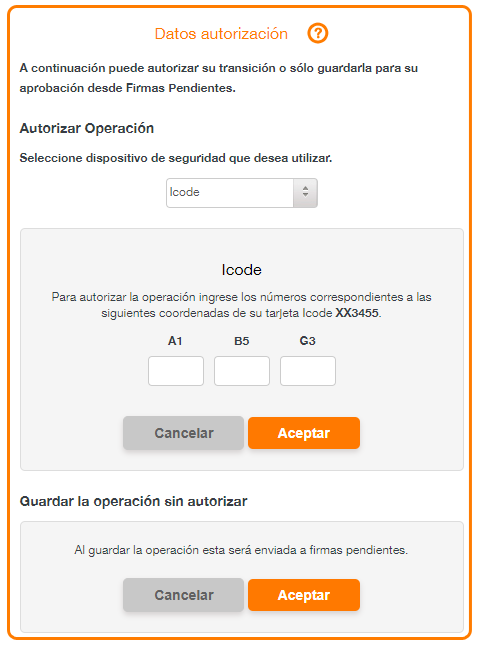 Datos autorización ?
A continuación puede autorizar su transición o sólo guardarla para su
aprobación desde Firmas Pendientes.
Autorizar Operación
Seleccione dispositivo de seguridad que desea utilizar.
Icode
Icode
Para autorizar la operación ingrese los números correspondientes a las
siguientes coordenadas de su tarjeta Icode XX3455.
A1 B5 G3
Cancelar Aceptar
Guardar la operación sin autorizar
Al guardar la operación esta será enviada a firmas pendientes.
Cancelar Aceptar